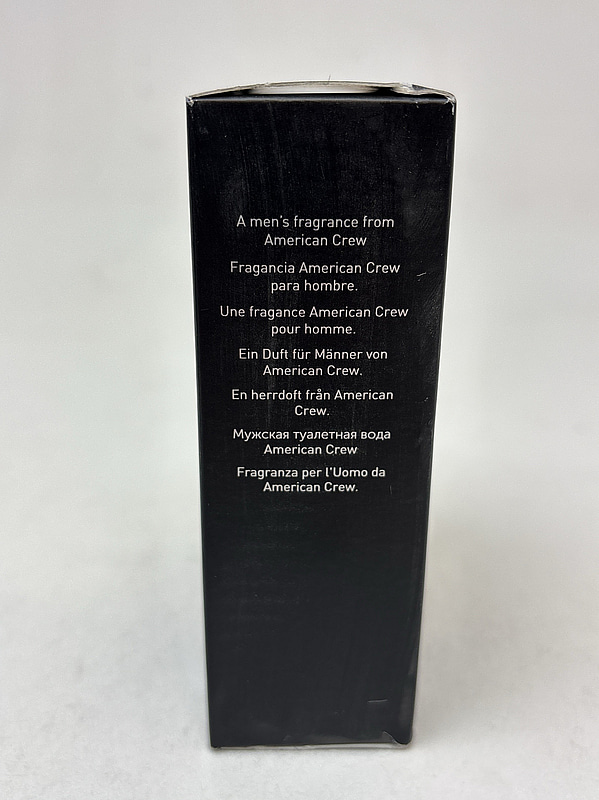 A men's fragrance from
American Crew
Fragancia American Crew
para hombre.
Une fragance American Crew
pour homme.
Ein Duft für Männer von
American Crew.
En herrdoft från American
Crew.
Мужская туалетная вода
American Crew
Fragranza per l'Uomo da
American Crew.